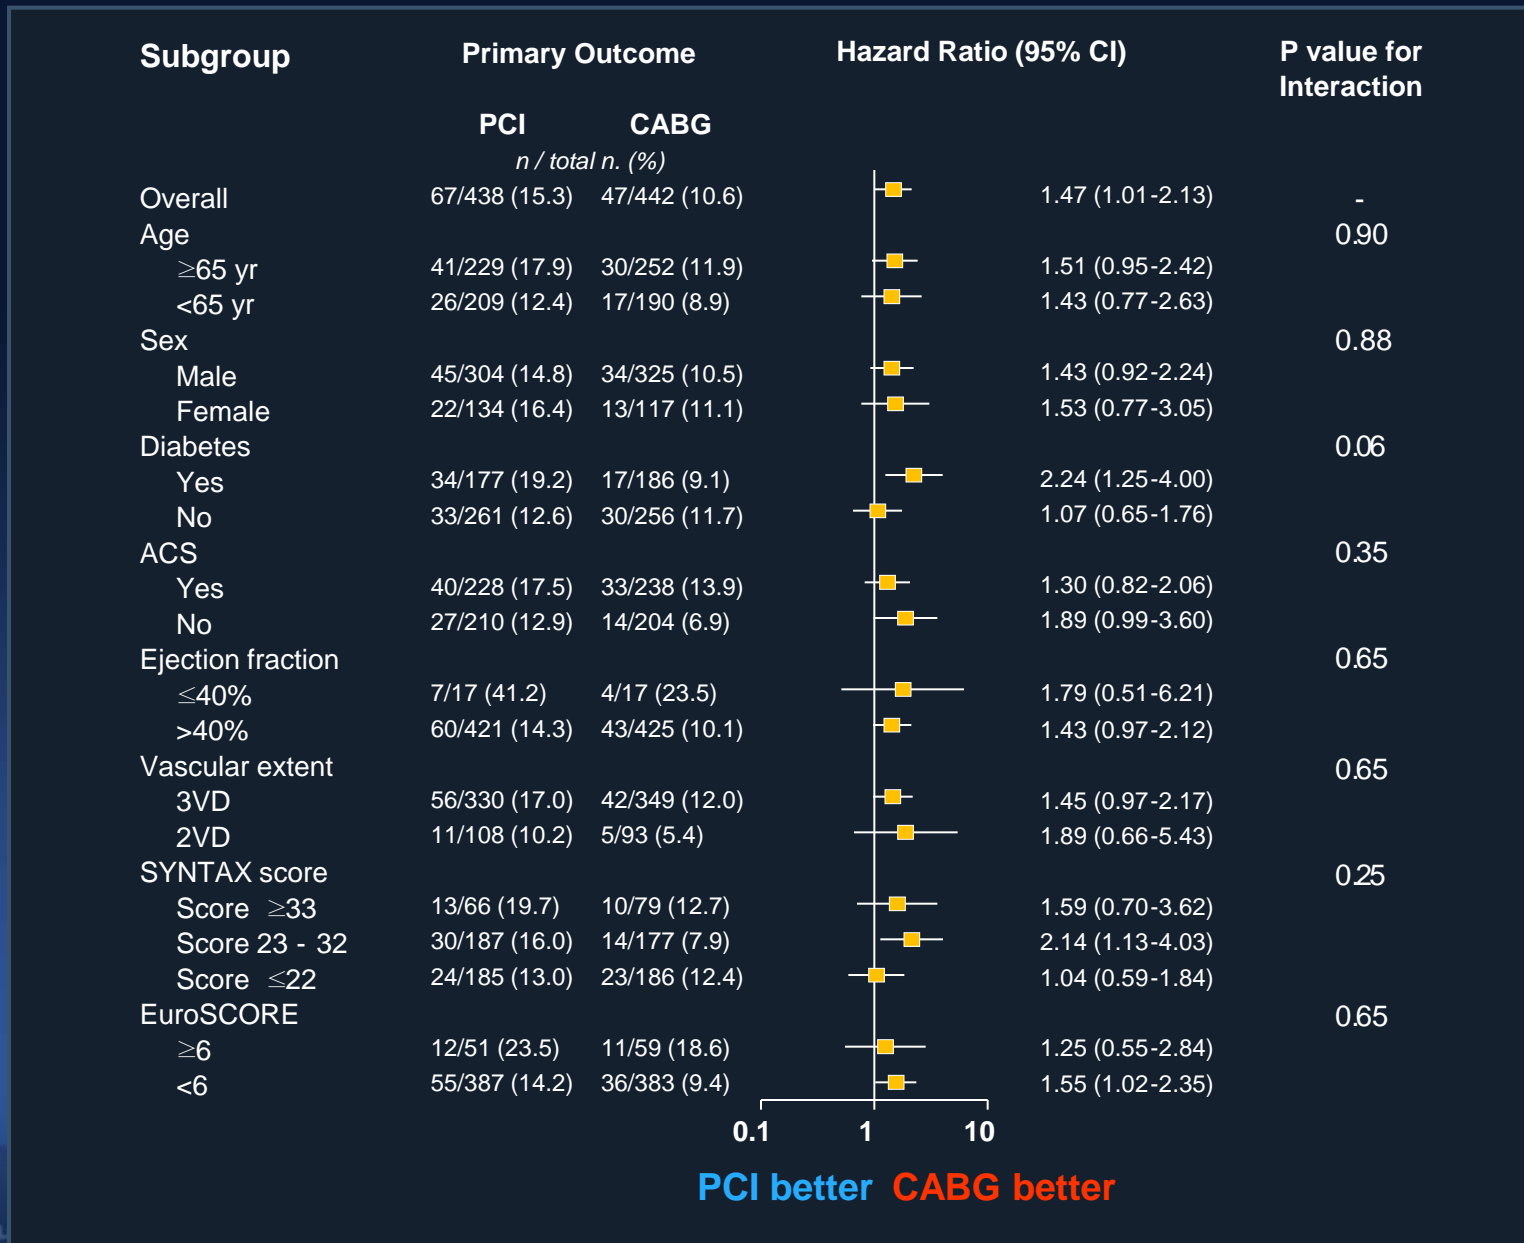 Subgroup Primary Outcome Hazard Ratio (95% CI) P value for
Interaction
PCI CABG
n / total n. (%)
Overall 67/438 (15.3) 47/442 (10.6) 1.47 (1.01-2.13) -
Age 0.90
≥65 yr 41/229 (17.9) 30/252 (11.9) 1.51 (0.95-2.42)
<65 yr 26/209 (12.4) 17/190 (8.9) 1.43 (0.77-2.63)
Sex 0.88
Male 45/304 (14.8) 34/325 (10.5) 1.43 (0.92-2.24)
Female 22/134 (16.4) 13/117 (11.1) 1.53 (0.77-3.05)
Diabetes 0.06
Yes 34/177 (19.2) 17/186 (9.1) 2.24 (1.25-4.00)
No 33/261 (12.6) 30/256 (11.7) 1.07 (0.65-1.76)
ACS 0.35
Yes 40/228 (17.5) 33/238 (13.9) 1.30 (0.82-2.06)
No 27/210 (12.9) 14/204 (6.9) 1.89 (0.99-3.60)
Ejection fraction 0.65
≤40% 7/17 (41.2) 4/17 (23.5) 1.79 (0.51-6.21)
>40% 60/421 (14.3) 43/425 (10.1) 1.43 (0.97-2.12)
Vascular extent 0.65
3VD 56/330 (17.0) 42/349 (12.0) 1.45 (0.97-2.17)
2VD 11/108 (10.2) 5/93 (5.4) 1.89 (0.66-5.43)
SYNTAX score 0.25
Score ≥33 13/66 (19.7) 10/79 (12.7) 1.59 (0.70-3.62)
Score 23 - 32 30/187 (16.0) 14/177 (7.9) 2.14 (1.13-4.03)
Score ≤22 24/185 (13.0) 23/186 (12.4) 1.04 (0.59-1.84)
EuroSCORE 0.65
≥6 12/51 (23.5) 11/59 (18.6) 1.25 (0.55-2.84)
<6 55/387 (14.2) 36/383 (9.4) 1.55 (1.02-2.35)
0.1 1 10
PCI better CABG better